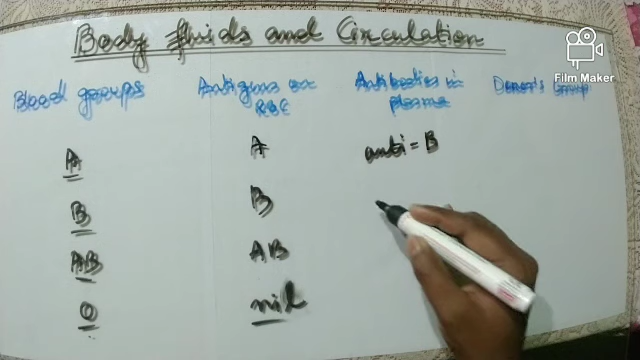 Body fluids and Circulation
Film Maker
Blood groups Antigens on RBC Antibodies in plasma Donor's Group
A A anti = B
B B
AB AB
O nil